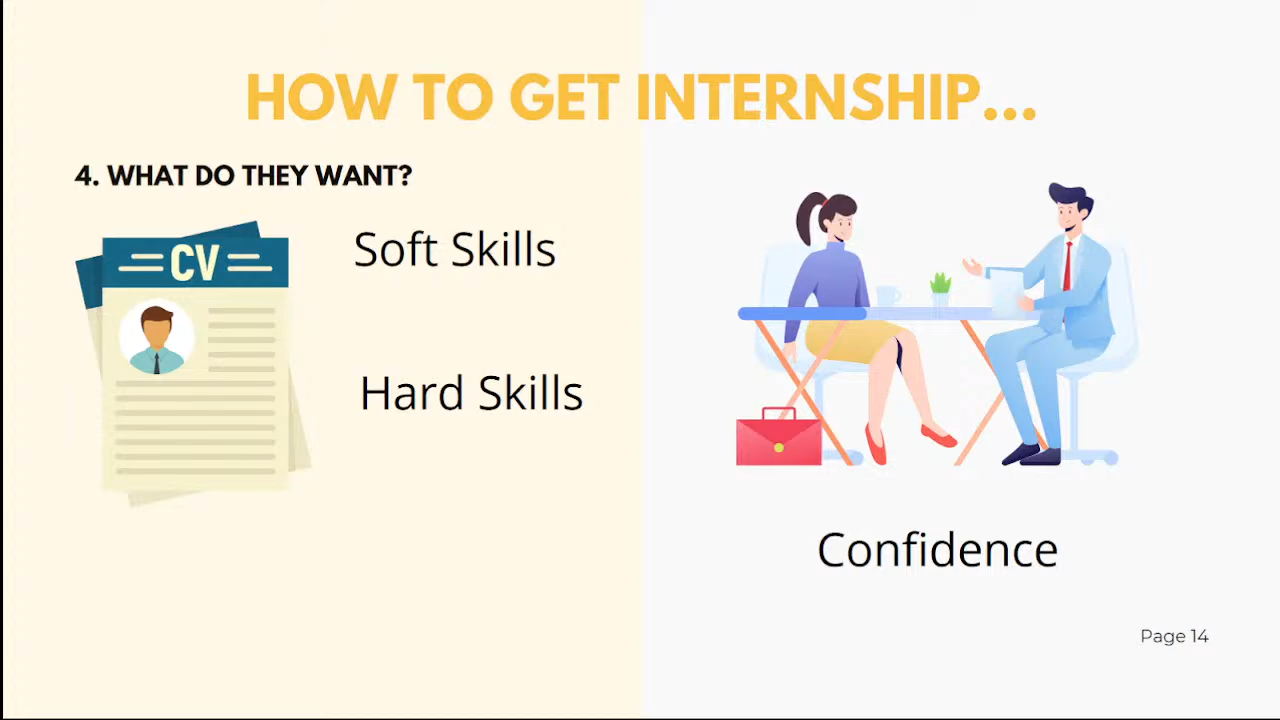 HOW TO GET INTERNSHIP...
4. WHAT DO THEY WANT?
CV
Soft Skills
Hard Skills
Confidence
Page 14